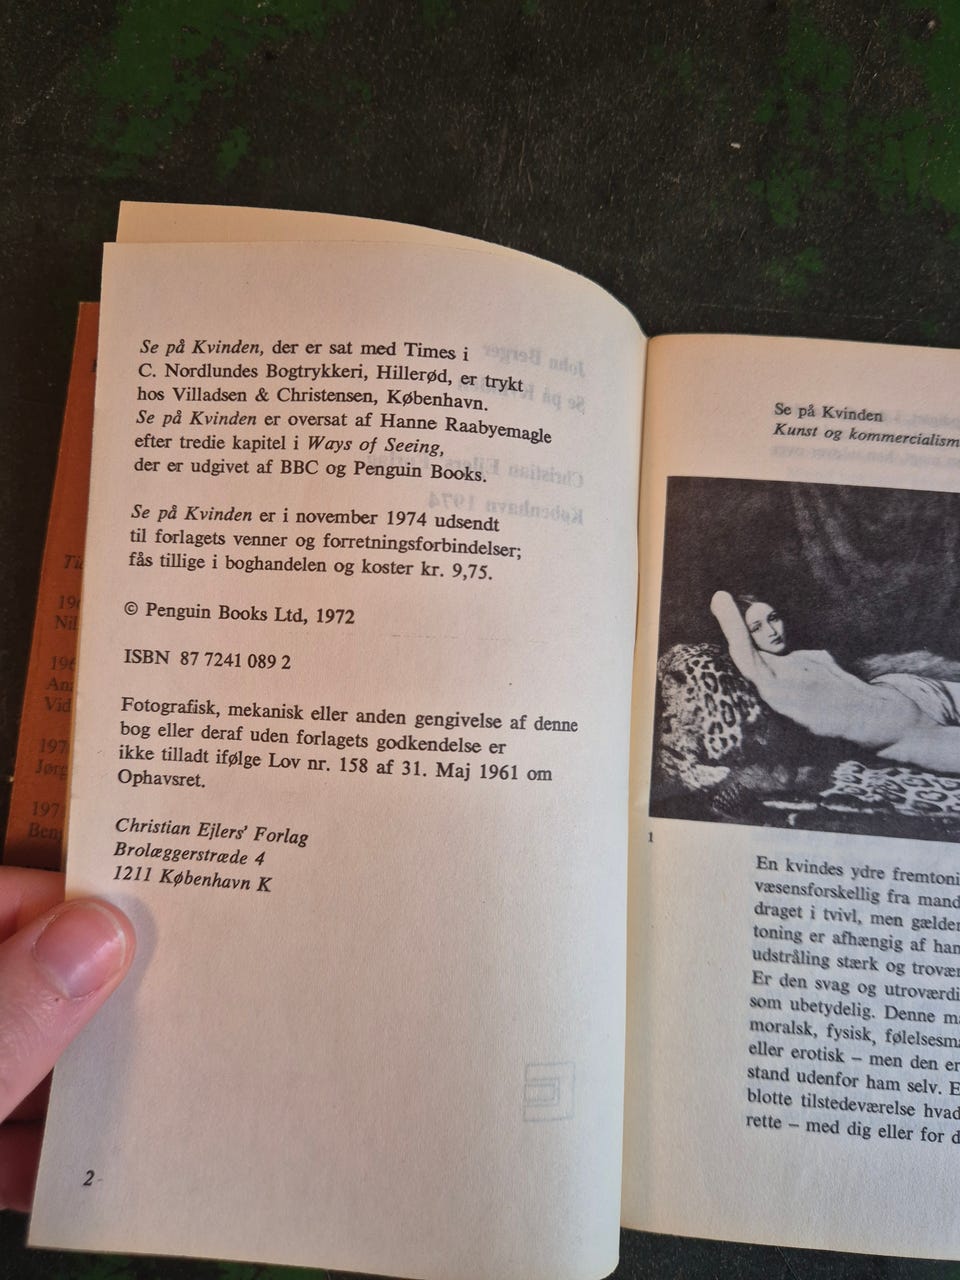 Se på Kvinden, der er sat med Times i
C. Nordlundes Bogtrykkeri, Hillerød, er trykt
hos Villadsen & Christensen, København.
Se på Kvinden er oversat af Hanne Raabyemagle
efter tredie kapitel i Ways of Seeing,
der er udgivet af BBC og Penguin Books.
Se på Kvinden er i november 1974 udsendt
til forlagets venner og forretningsforbindelser;
fås tillige i boghandelen og koster kr. 9,75.
© Penguin Books Ltd, 1972
ISBN 87 7241 089 2
Fotografisk, mekanisk eller anden gengivelse af denne
bog eller deraf uden forlagets godkendelse er
ikke tilladt ifølge Lov nr. 158 af 31. Maj 1961 om
Ophavsret.
Christian Ejlers' Forlag
Brolæggerstræde 4
1211 København K
2
Se på Kvinden
Kunst og kommercialism
1
En kvindes ydre fremtoni
væsensforskellig fra mand
draget i tvivl, men gælder
toning er afhængig af han
udstråling stærk og trovær
Er den svag og utroværdi
som ubetydelig. Denne ma
moralsk, fysisk, følelsesma
eller erotisk – men den er
stand udenfor ham selv. E
blotte tilstedeværelse hvad
rette – med dig eller for d